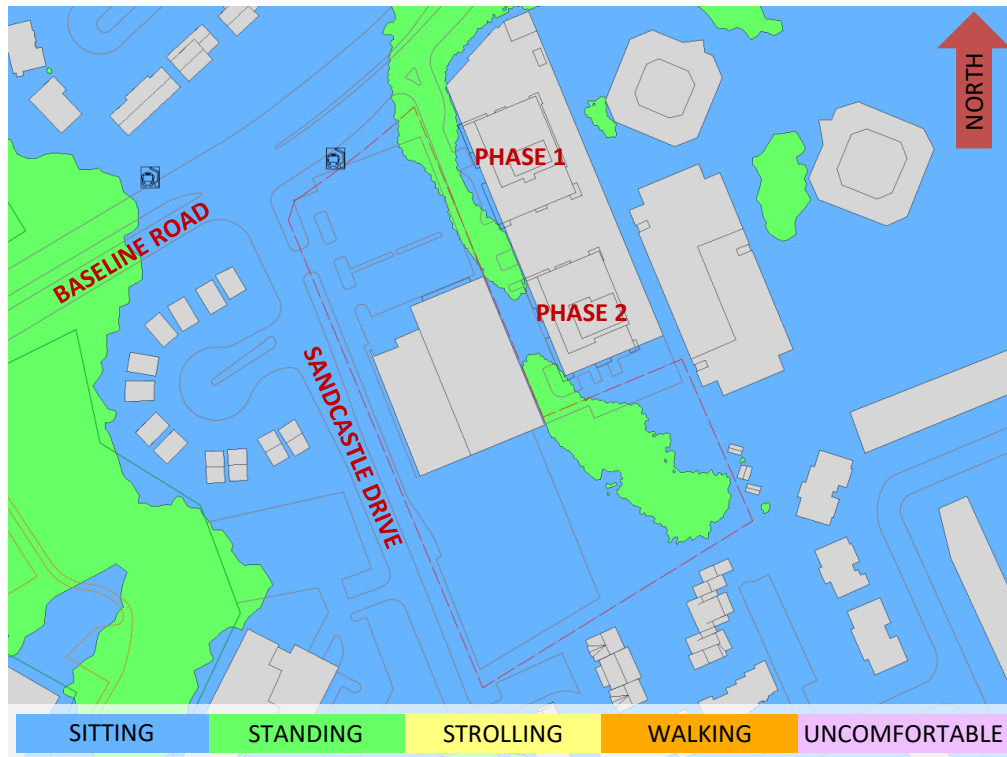 NORTH
PHASE 1
BASELINE ROAD
PHASE 2
SANDCASTLE DRIVE
SITTING
STANDING
STROLLING
WALKING
UNCOMFORTABLE